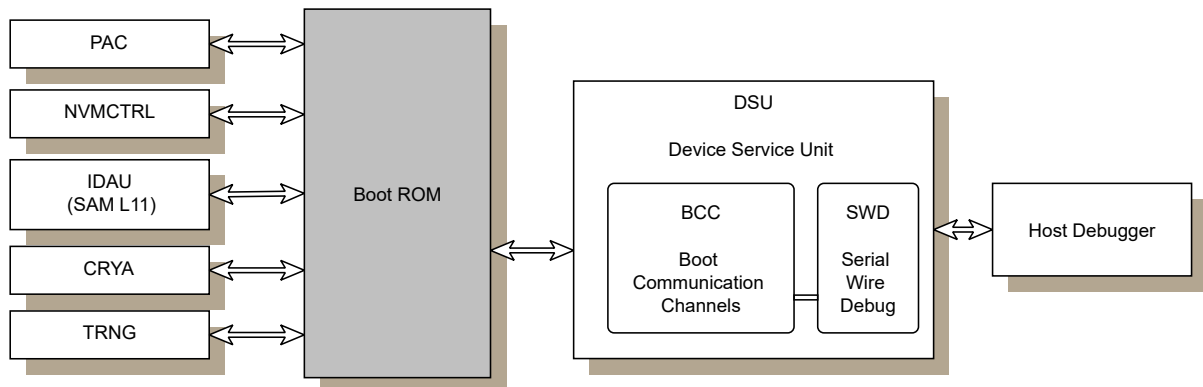 PAC
NVMCTRL
IDAU
(SAM L11)
CRYA
TRNG
Boot ROM
DSU
Device Service Unit
BCC
Boot
Communication
Channels
SWD
Serial
Wire
Debug
Host Debugger